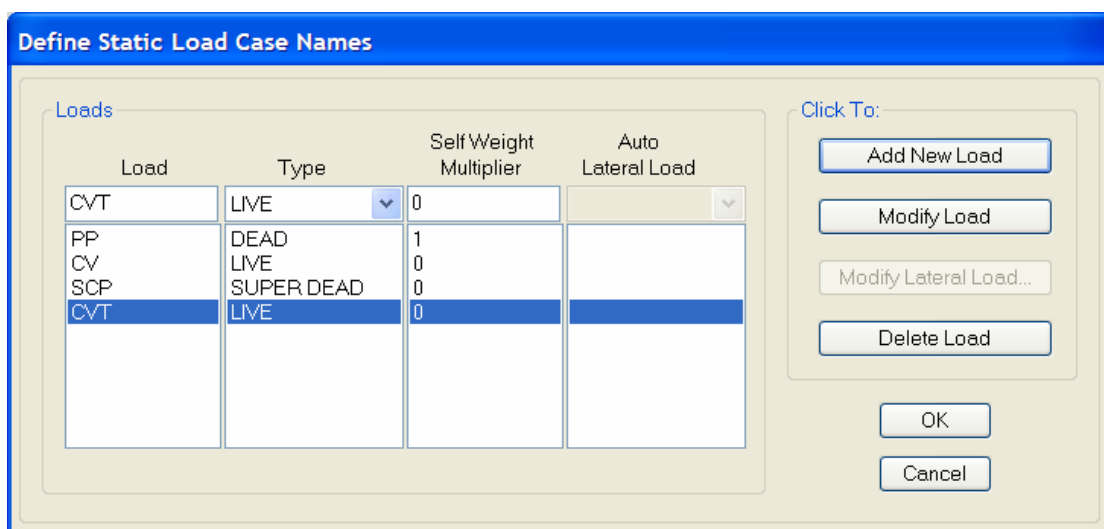 Define Static Load Case Names
Loads
Click To:
Load Type Self Weight Multiplier Auto Lateral Load
CVT LIVE 0
PP DEAD 1
CV LIVE 0
SCP SUPER DEAD 0
CVT LIVE 0
Add New Load
Modify Load
Modify Lateral Load...
Delete Load
OK
Cancel